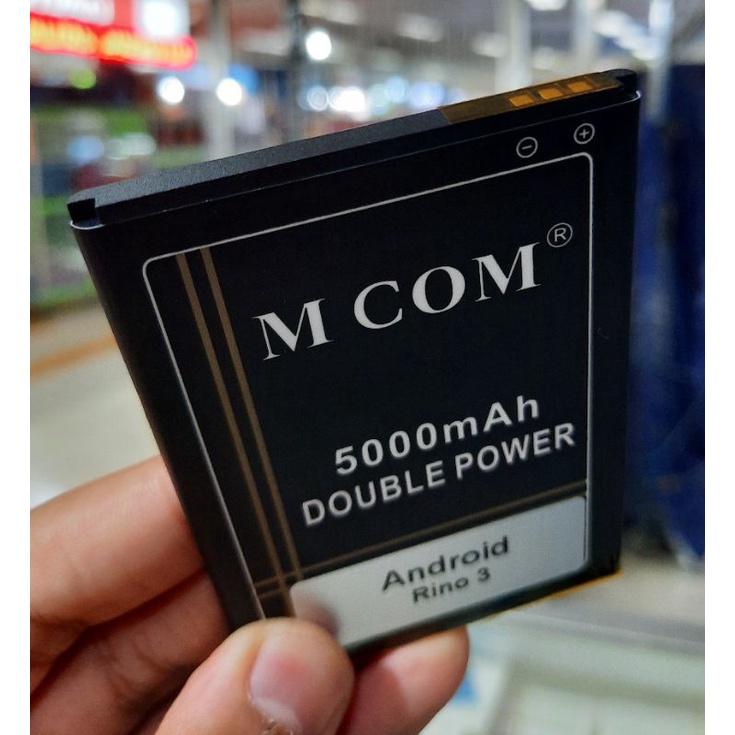 − +
M COM ®
5000mAh
DOUBLE POWER
Android
Rino 3